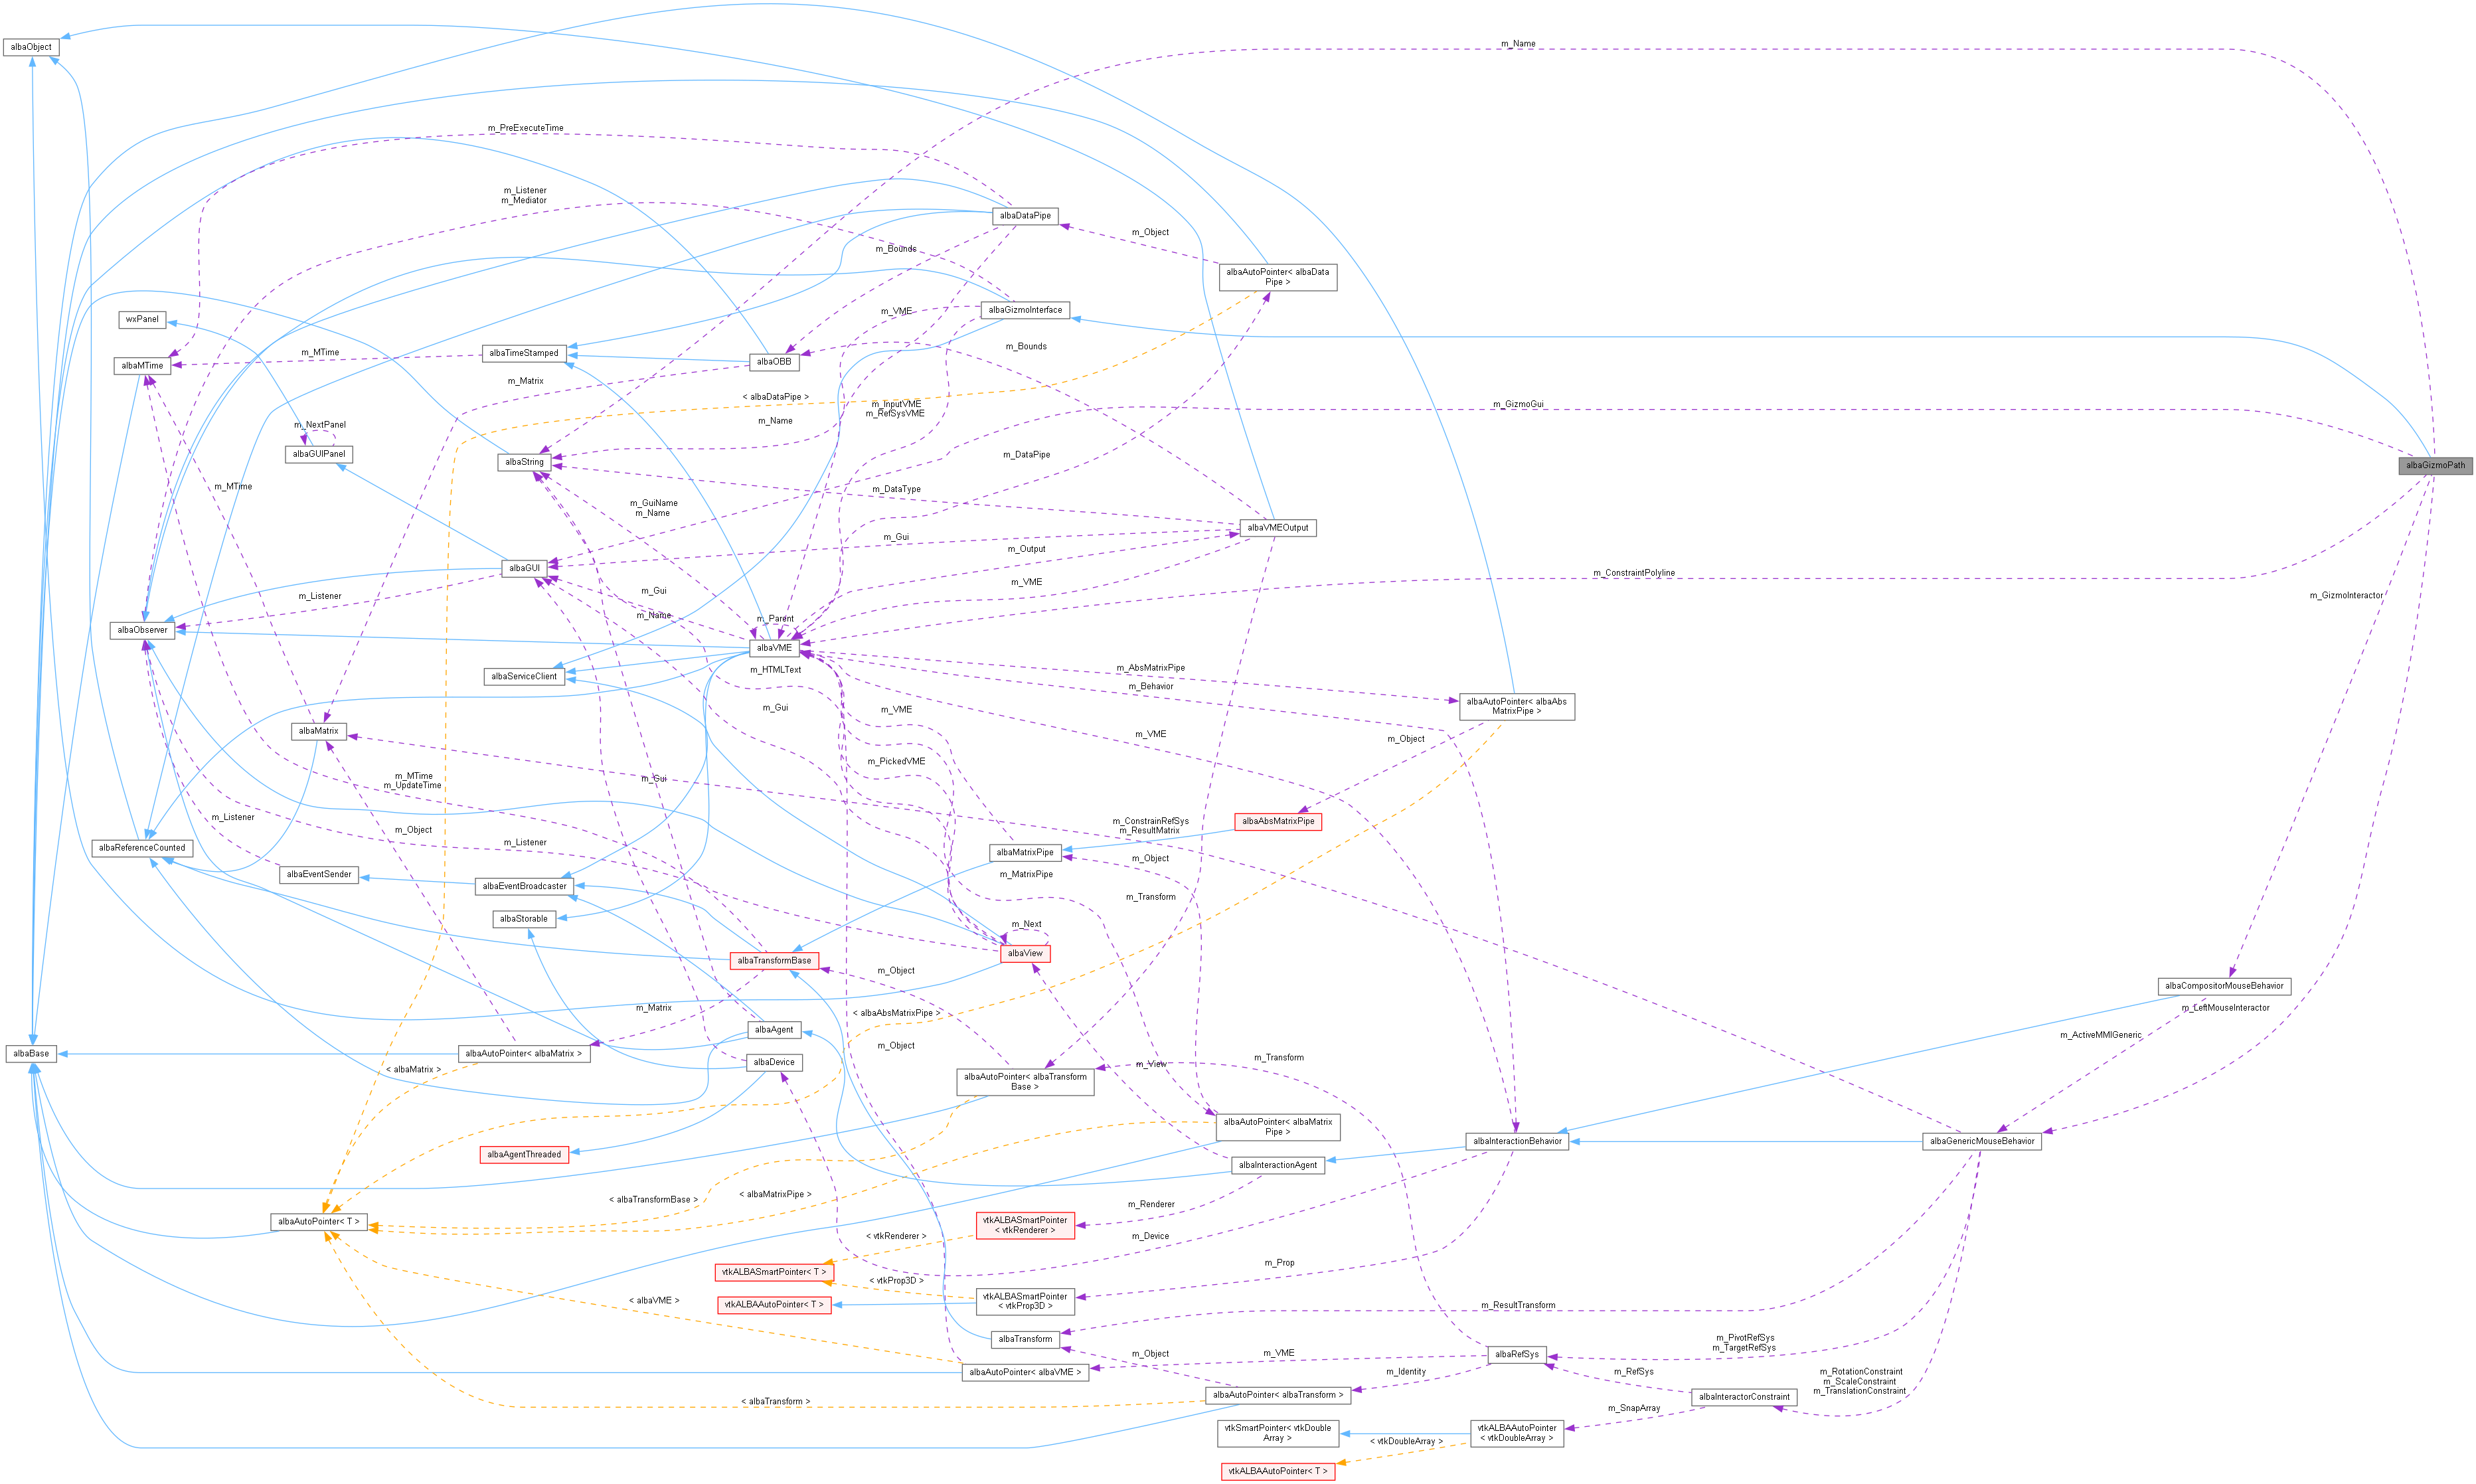 m_Name
albaObject
m_PreExecuteTime
m_Listener
m_Mediator
albaDataPipe
m_Object
m_Bounds
albaAutoPointer< albaData
Pipe >
albaGizmoInterface
m_VME
wxPanel
m_Bounds
albaTimeStamped
m_MTime
albaOBB
albaMTime
m_Matrix
< albaDataPipe >
m_InputVME
m_RefSysVME
m_GizmoGui
m_NextPanel
m_Name
albaGUIPanel
m_DataPipe
albaString
albaGizmoPath
m_MTime
m_DataType
m_GuiName
m_Name
albaVMEOutput
m_Gui
m_Output
albaGUI
m_ConstraintPolyline
m_VME
m_Gui
m_Listener
m_GizmoInteractor
m_Name
m_Parent
albaObserver
albaVME
m_AbsMatrixPipe
m_HTMLText
albaServiceClient
m_Behavior
albaAutoPointer< albaAbs
MatrixPipe >
m_VME
m_Gui
albaMatrix
m_VME
m_Object
m_PickedVME
m_MTime
m_UpdateTime
m_Gui
m_Listener
m_ConstrainRefSys
m_ResultMatrix
albaAbsMatrixPipe
m_Object
m_Listener
albaReferenceCounted
albaMatrixPipe
m_Object
albaEventSender
m_MatrixPipe
albaEventBroadcaster
m_Transform
albaStorable
m_Next
albaView
albaTransformBase
m_Object
albaCompositorMouseBehavior
m_Matrix
< albaAbsMatrixPipe >
m_LeftMouseInteractor
albaAgent
m_ActiveMMIGeneric
m_Object
albaBase
albaAutoPointer< albaMatrix >
m_Transform
albaDevice
m_View
< albaMatrix >
albaAutoPointer< albaTransform
Base >
albaAutoPointer< albaMatrix
Pipe >
albaInteractionBehavior
albaGenericMouseBehavior
albaAgentThreaded
albaInteractionAgent
< albaTransformBase >
< albaMatrixPipe >
m_Renderer
albaAutoPointer< T >
vtkALBASmartPointer
< vtkRenderer >
< vtkRenderer >
m_Device
m_Prop
vtkALBASmartPointer< T >
< vtkProp3D >
vtkALBASmartPointer
< vtkProp3D >
< albaVME >
vtkALBAAutoPointer< T >
m_ResultTransform
albaTransform
m_PivotRefSys
m_TargetRefSys
m_Object
m_VME
albaRefSys
albaAutoPointer< albaVME >
m_Identity
m_RefSys
m_RotationConstraint
m_ScaleConstraint
m_TranslationConstraint
albaAutoPointer< albaTransform >
albaInteractorConstraint
< albaTransform >
m_SnapArray
vtkSmartPointer< vtkDouble
Array >
vtkALBAAutoPointer
< vtkDoubleArray >
< vtkDoubleArray >
vtkALBAAutoPointer< T >